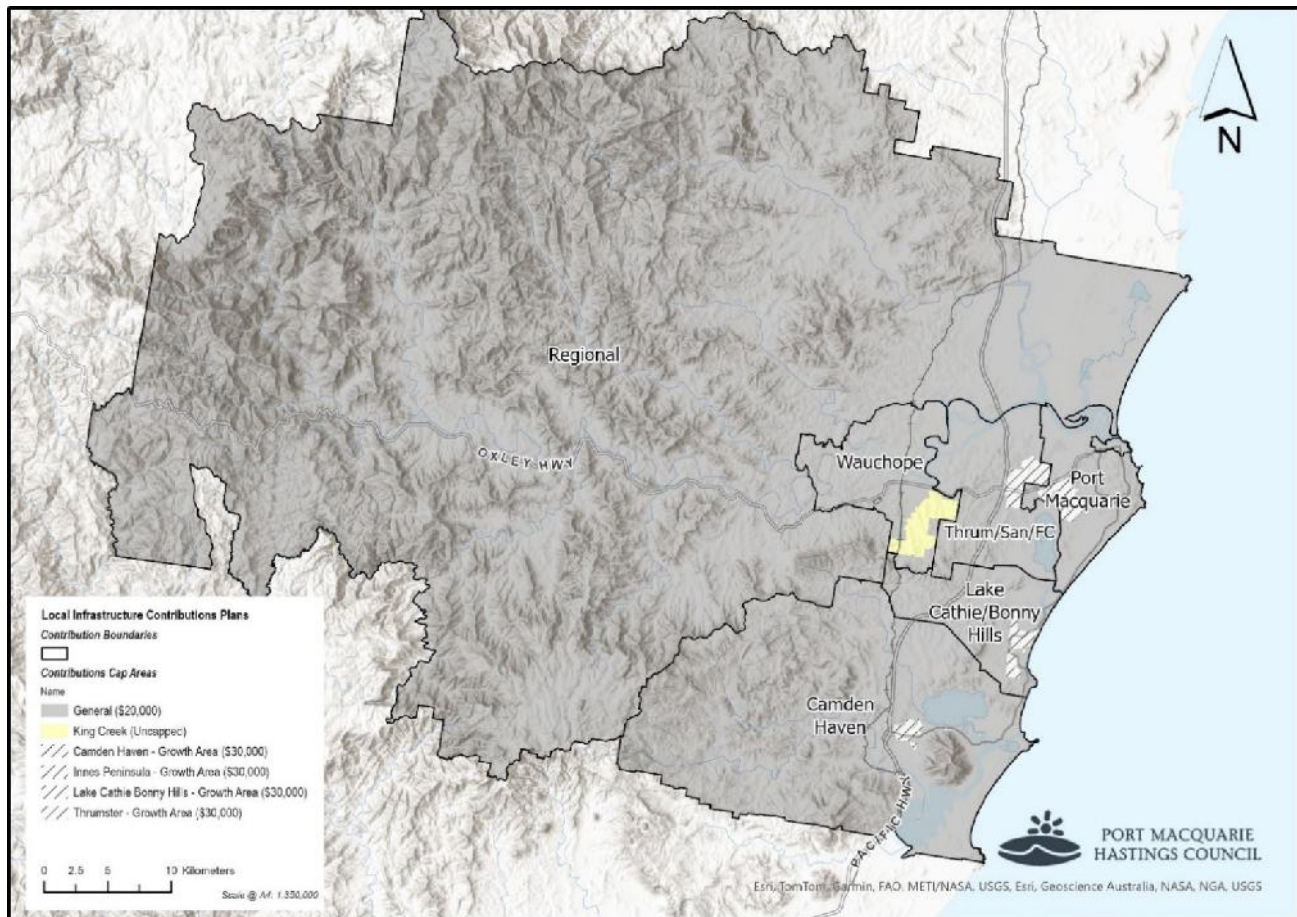 N
Regional
OXLEY HWY
Wauchope
Port
Macquarie
Thrum/San/FC
Lake
Cathie/Bonny
Hills
Camden
Haven
PACIFIC HWY
Local Infrastructure Contributions Plans
Contribution Boundaries
Contributions Cap Areas
Name
General ($20,000)
King Creek (Uncapped)
Camden Haven - Growth Area ($30,000)
Innes Peninsula - Growth Area ($30,000)
Lake Cathie Bonny Hills - Growth Area ($30,000)
Thrumster - Growth Area ($30,000)
0 2.5 5 10 Kilometers
Scale @ A4: 1:350,000
PORT MACQUARIE
HASTINGS COUNCIL
Esri, TomTom, Garmin, FAO, METI/NASA, USGS, Esri, Geoscience Australia, NASA, NGA, USGS